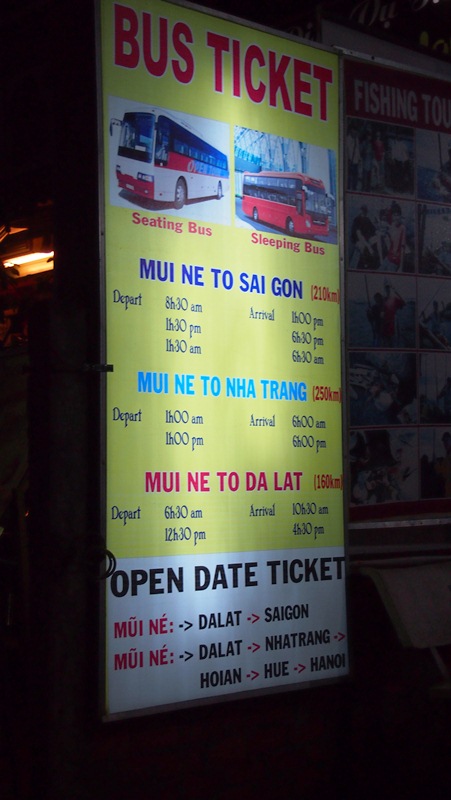 BUS TICKET
OPEN TOUR
Seating Bus
Sleeping Bus
MUI NE TO SAI GON (210km)
Depart 8h30 am Arrival 1h00 pm
1h30 pm 6h30 pm
1h30 am 6h30 am
MUI NE TO NHA TRANG (250km)
Depart 1h00 am Arrival 6h00 am
1h00 pm 6h00 pm
MUI NE TO DA LAT (160km)
Depart 6h30 am Arrival 10h30 am
12h30 pm 4h30 pm
OPEN DATE TICKET
MŨI NÉ: -> DALAT -> SAIGON
MŨI NÉ: -> DALAT -> NHATRANG ->
HOIAN -> HUE -> HANOI
FISHING TOU